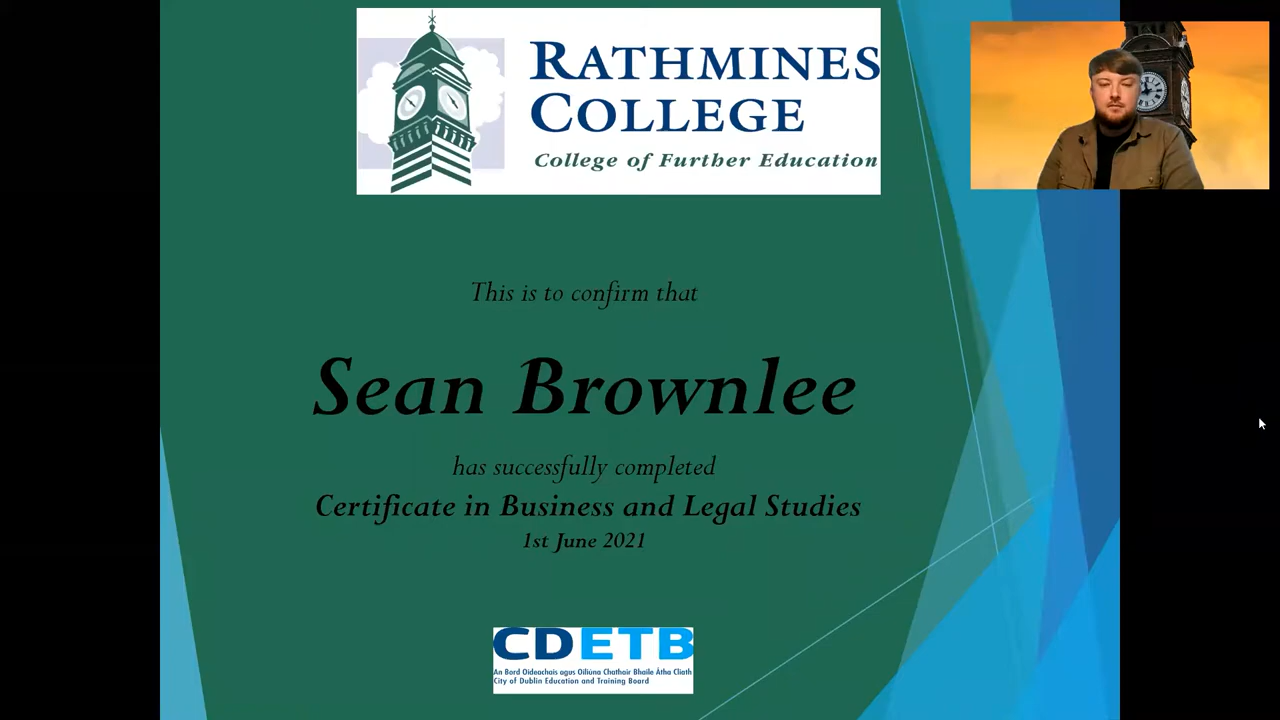 RATHMINES
COLLEGE
College of Further Education
This is to confirm that
Sean Brownlee
has successfully completed
Certificate in Business and Legal Studies
1st June 2021
CDETB
An Bord Oideachais agus Oiliúna Chathair Bhaile Átha Cliath
City of Dublin Education and Training Board